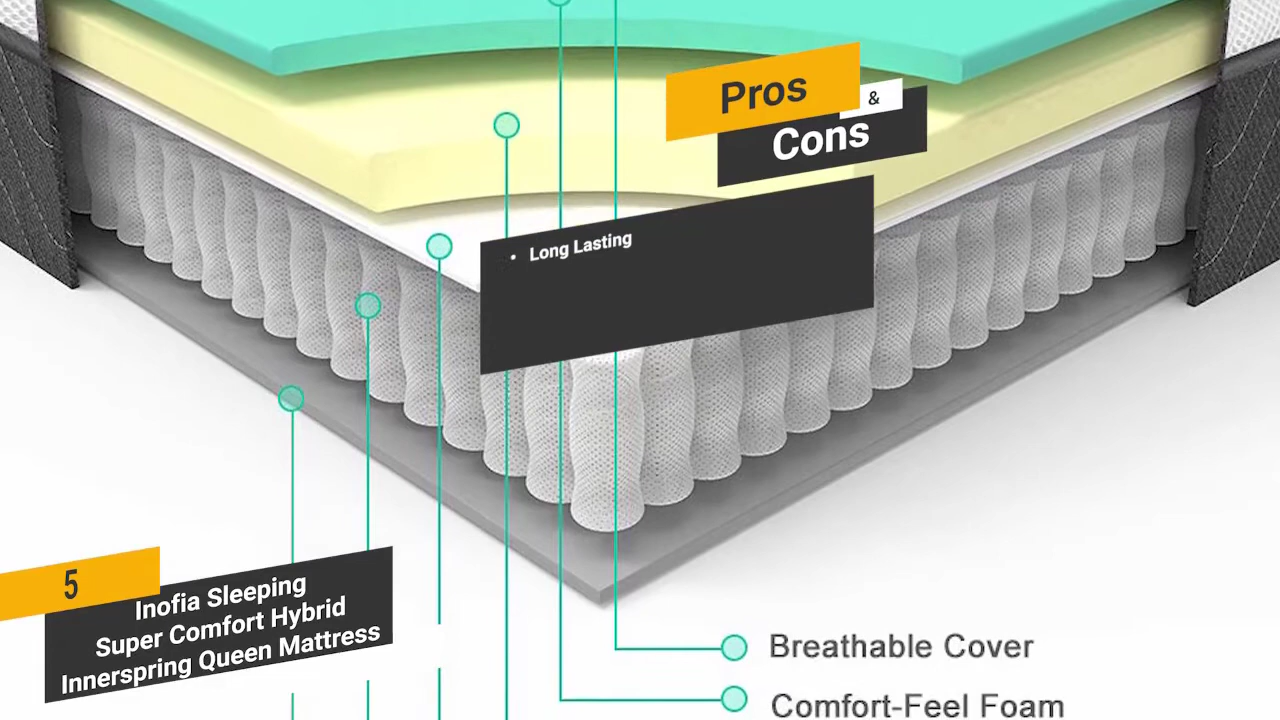 Pros
&
Cons
• Long Lasting
5
Inofia Sleeping
Super Comfort Hybrid
Innerspring Queen Mattress
Breathable Cover
Comfort-Feel Foam